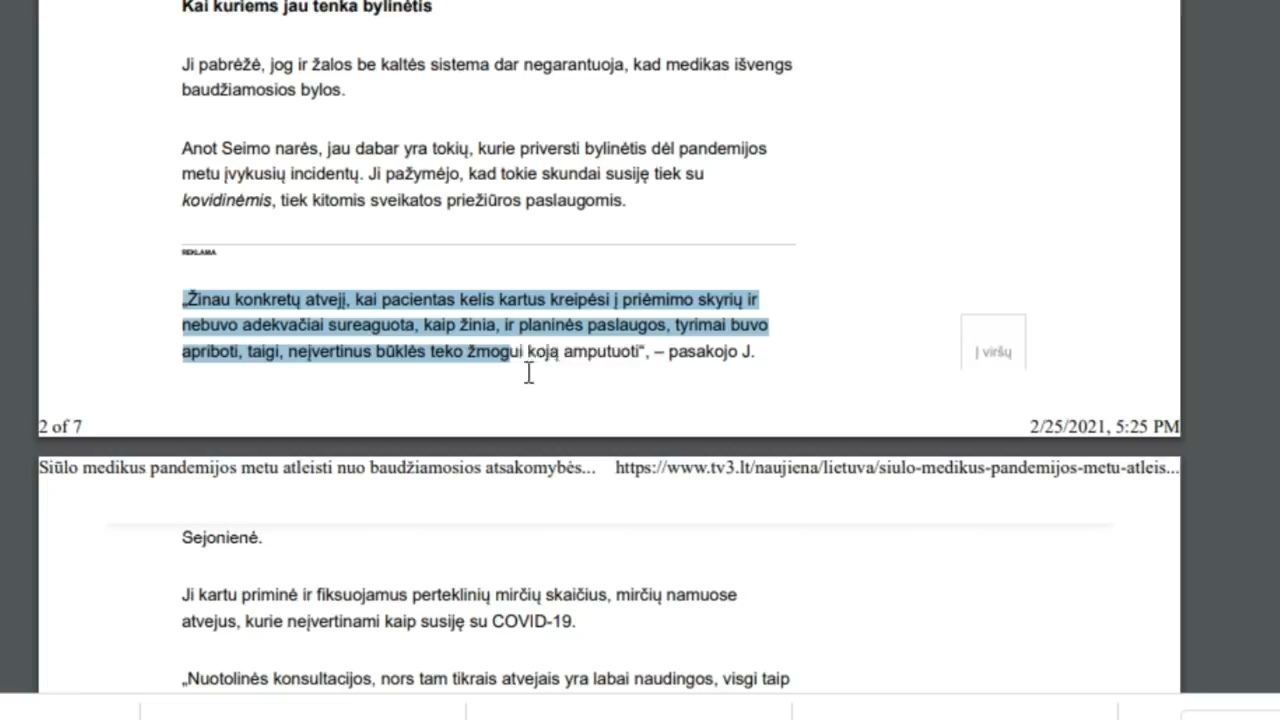 Kai kuriems jau tenka bylinėtis
Ji pabrėžė, jog ir žalos be kaltės sistema dar negarantuoja, kad medikas išvengs
baudžiamosios bylos.
Anot Seimo narės, jau dabar yra tokių, kurie priversti bylinėtis dėl pandemijos
metu įvykusių incidentų. Ji pažymėjo, kad tokie skundai susiję tiek su
kovidinėmis, tiek kitomis sveikatos priežiūros paslaugomis.
REKLAMA
„Žinau konkretų atvejį, kai pacientas kelis kartus kreipėsi į priėmimo skyrių ir
nebuvo adekvačiai sureaguota, kaip žinia, ir planinės paslaugos, tyrimai buvo
apriboti, taigi, neįvertinus būklės teko žmogui koją amputuoti“, – pasakojo J.
Į viršų
2 of 7
2/25/2021, 5:25 PM
Siūlo medikus pandemijos metu atleisti nuo baudžiamosios atsakomybės...
https://www.tv3.lt/naujiena/lietuva/siulo-medikus-pandemijos-metu-atleis...
Sejonienė.
Ji kartu priminė ir fiksuojamus perteklinių mirčių skaičius, mirčių namuose
atvejus, kurie neįvertinami kaip susiję su COVID-19.
„Nuotolinės konsultacijos, nors tam tikrais atvejais yra labai naudingos, visgi taip